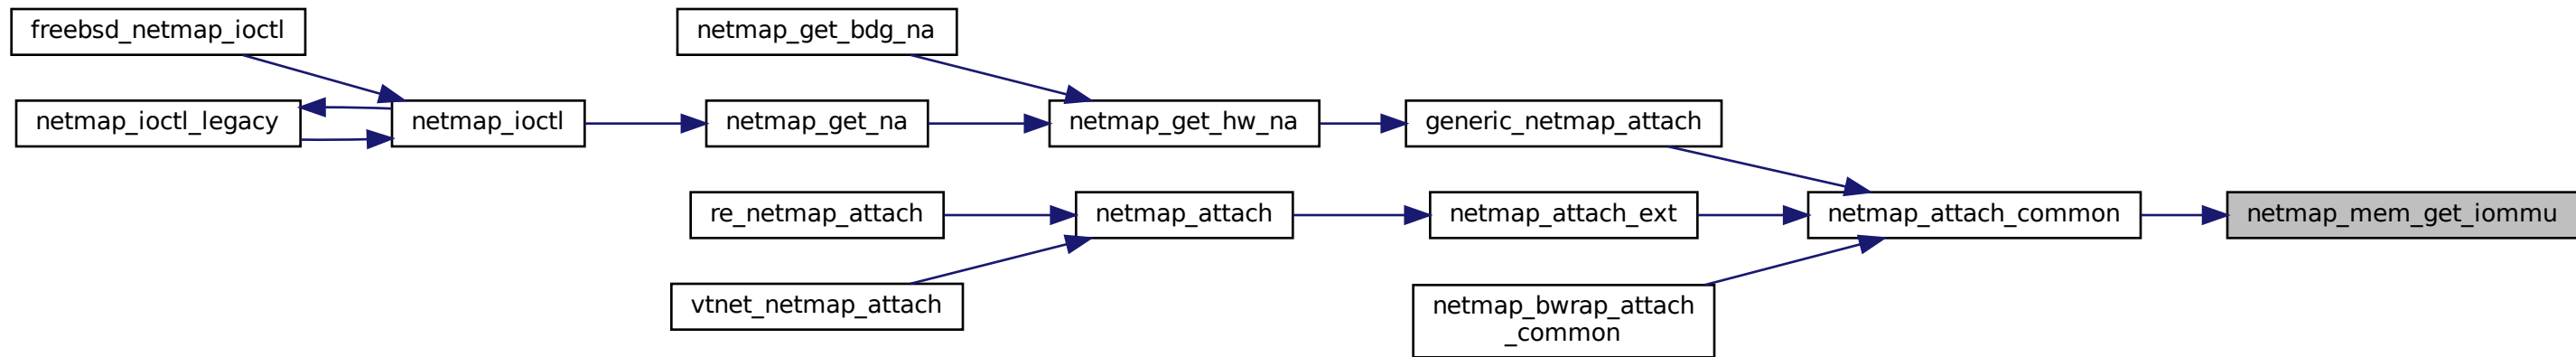 freebsd_netmap_ioctl
netmap_get_bdg_na
netmap_ioctl_legacy
netmap_ioctl
netmap_get_na
netmap_get_hw_na
generic_netmap_attach
re_netmap_attach
netmap_attach
netmap_attach_ext
netmap_attach_common
netmap_mem_get_iommu
vtnet_netmap_attach
netmap_bwrap_attach
_common